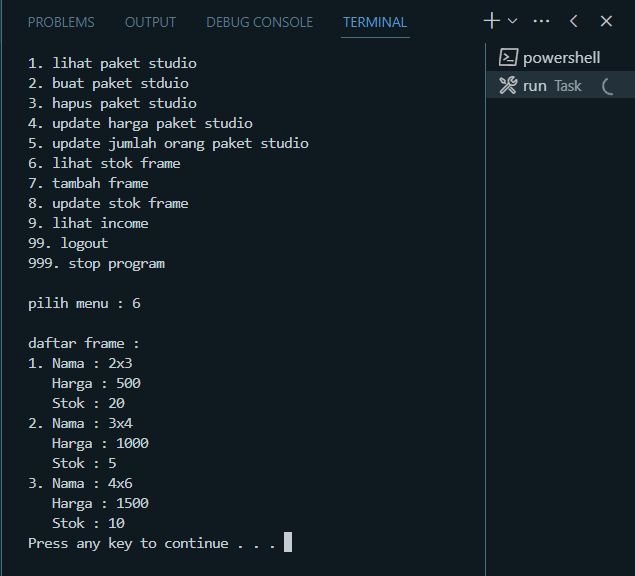 PROBLEMS OUTPUT DEBUG CONSOLE TERMINAL
powershell
run Task
1. lihat paket studio
2. buat paket stduio
3. hapus paket studio
4. update harga paket studio
5. update jumlah orang paket studio
6. lihat stok frame
7. tambah frame
8. update stok frame
9. lihat income
99. logout
999. stop program
pilih menu : 6
daftar frame :
1. Nama : 2x3
Harga : 500
Stok : 20
2. Nama : 3x4
Harga : 1000
Stok : 5
3. Nama : 4x6
Harga : 1500
Stok : 10
Press any key to continue . . .